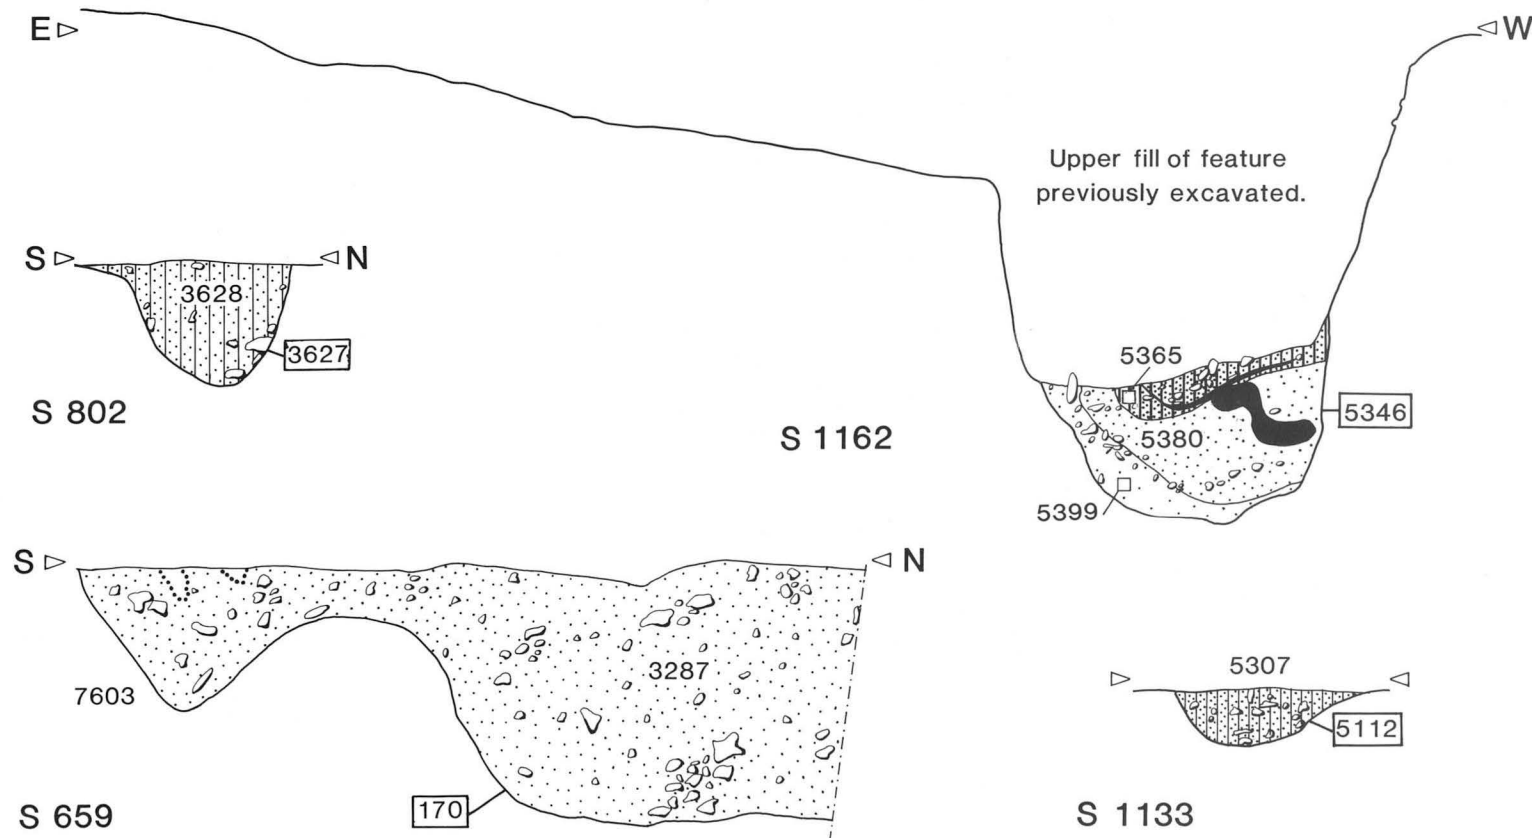 E W
Upper fill of feature
previously excavated.
S N
3628
3627
S 802
5365
5346
5380
S 1162
5399
S N
3287
7603
170
S 659
5307
5112
S 1133